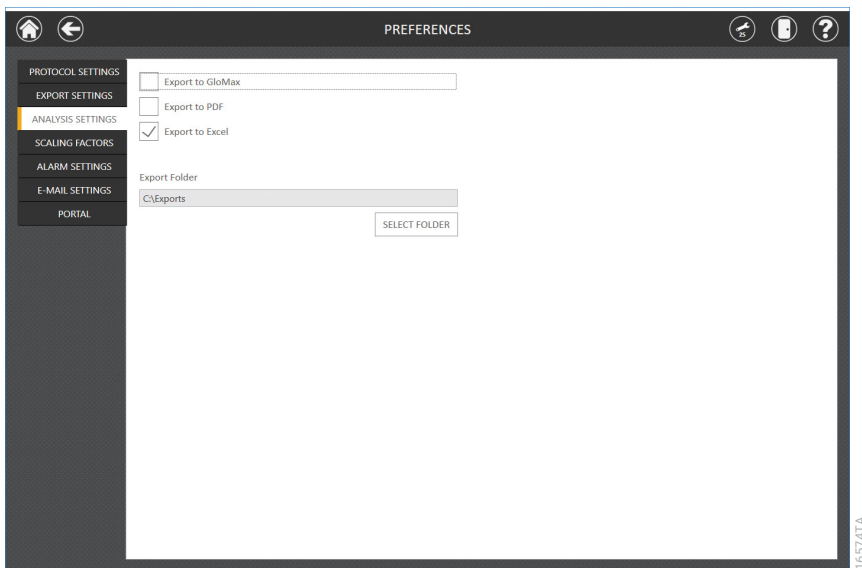 PREFERENCES
25
PROTOCOL SETTINGS
EXPORT SETTINGS
ANALYSIS SETTINGS
SCALING FACTORS
ALARM SETTINGS
E-MAIL SETTINGS
PORTAL
Export to GloMax
Export to PDF
Export to Excel
Export Folder
C:\Exports
SELECT FOLDER
16574TA